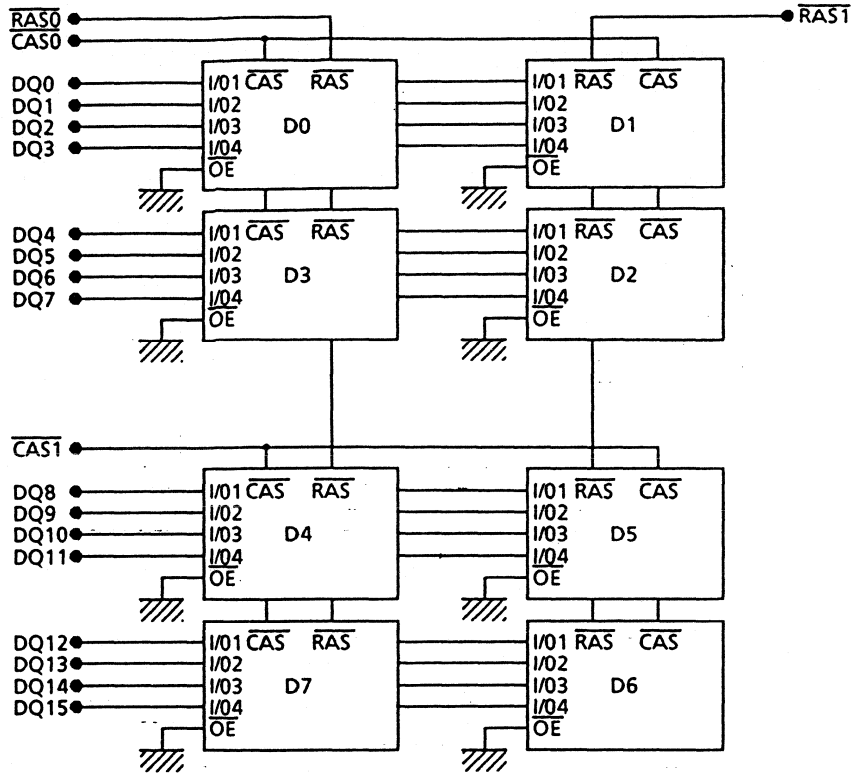 RAS0
RAS1
CAS0
DQ0 I/01 CAS RAS I/01 RAS CAS
DQ1 I/02 I/02
DQ2 I/03 D0 I/03 D1
DQ3 I/04 I/04
OE OE
DQ4 I/01 CAS RAS I/01 RAS CAS
DQ5 I/02 I/02
DQ6 I/03 D3 I/03 D2
DQ7 I/04 I/04
OE OE
CAS1
DQ8 I/01 CAS RAS I/01 RAS CAS
DQ9 I/02 I/02
DQ10 I/03 D4 I/03 D5
DQ11 I/04 I/04
OE OE
DQ12 I/01 CAS RAS I/01 RAS CAS
DQ13 I/02 I/02
DQ14 I/03 D7 I/03 D6
DQ15 I/04 I/04
OE OE